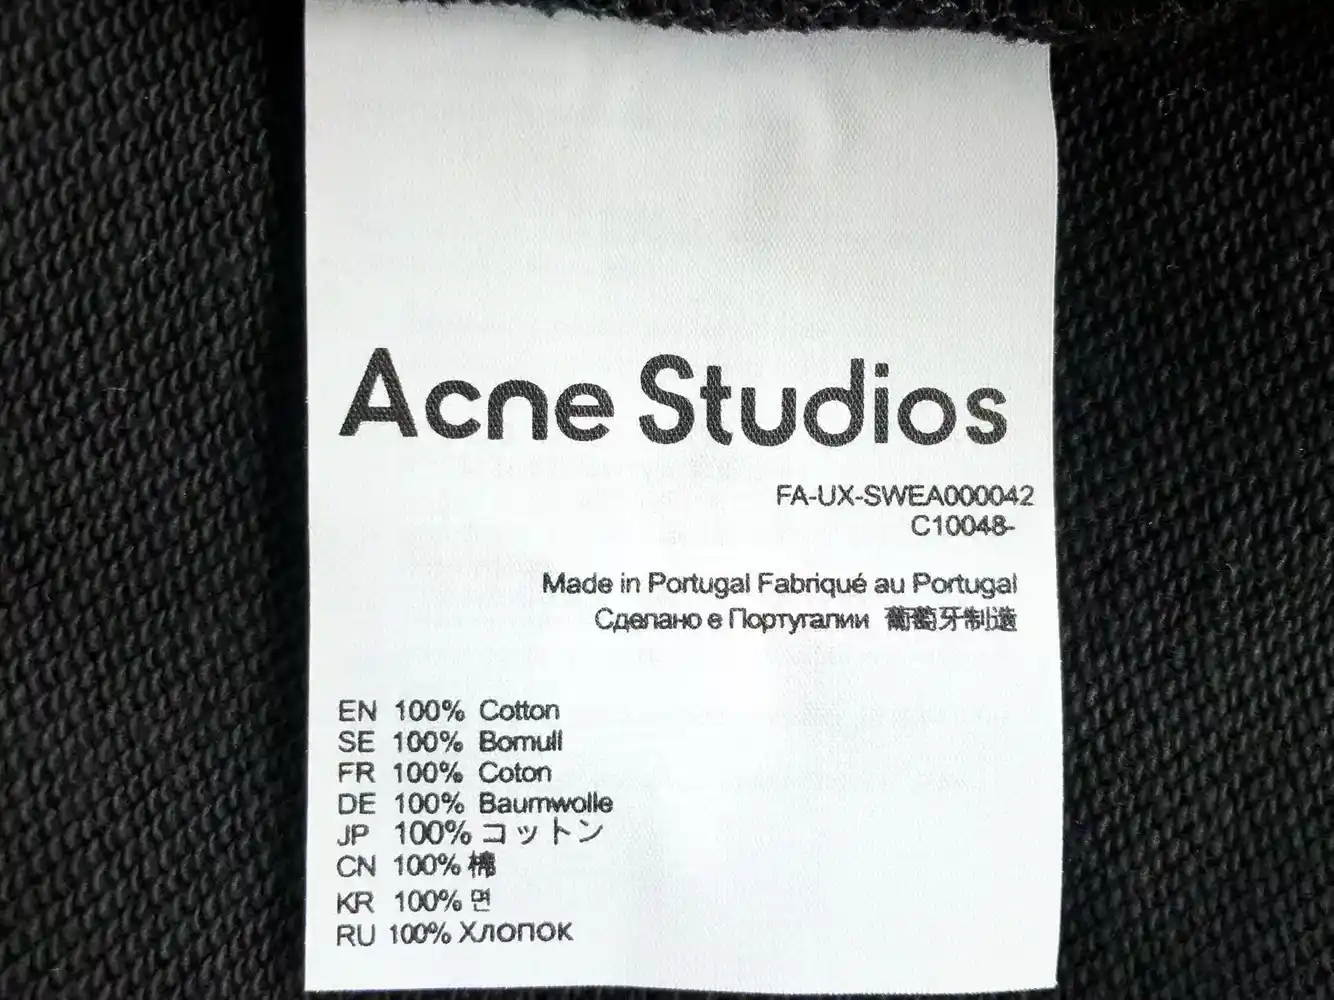 Acne Studios
FA-UX-SWEA000042
C10048-
Made in Portugal Fabriqué au Portugal
Сделано в Португалии 葡萄牙制造
EN 100% Cotton
SE 100% Bomull
FR 100% Coton
DE 100% Baumwolle
JP 100% コットン
CN 100% 棉
KR 100% 면
RU 100% ХЛОПОК